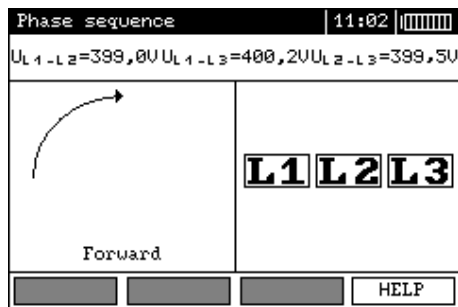 Phase sequence 11:02
UL1-L2=399,0V UL1-L3=400,2V UL2-L3=399,5V
L1 L2 L3
Forward
HELP